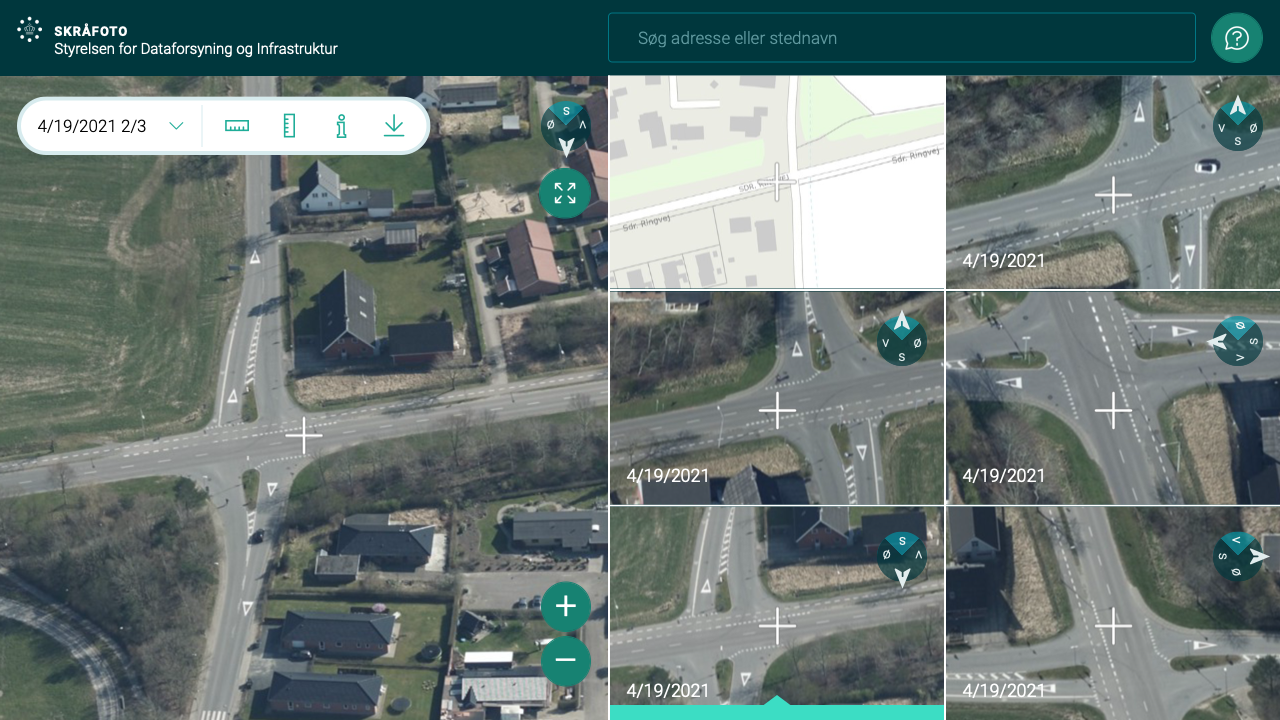 SKRÅFOTO
Styrelsen for Dataforsyning og Infrastruktur
Søg adresse eller stednavn
4/19/2021 2/3
S
Ø
V
Sdr. Ringvej
Sdr. Ringvej
V
Ø
S
4/19/2021
V
Ø
S
4/19/2021
Ø
S
V
4/19/2021
S
Ø
V
4/19/2021
V
S
Ø
4/19/2021